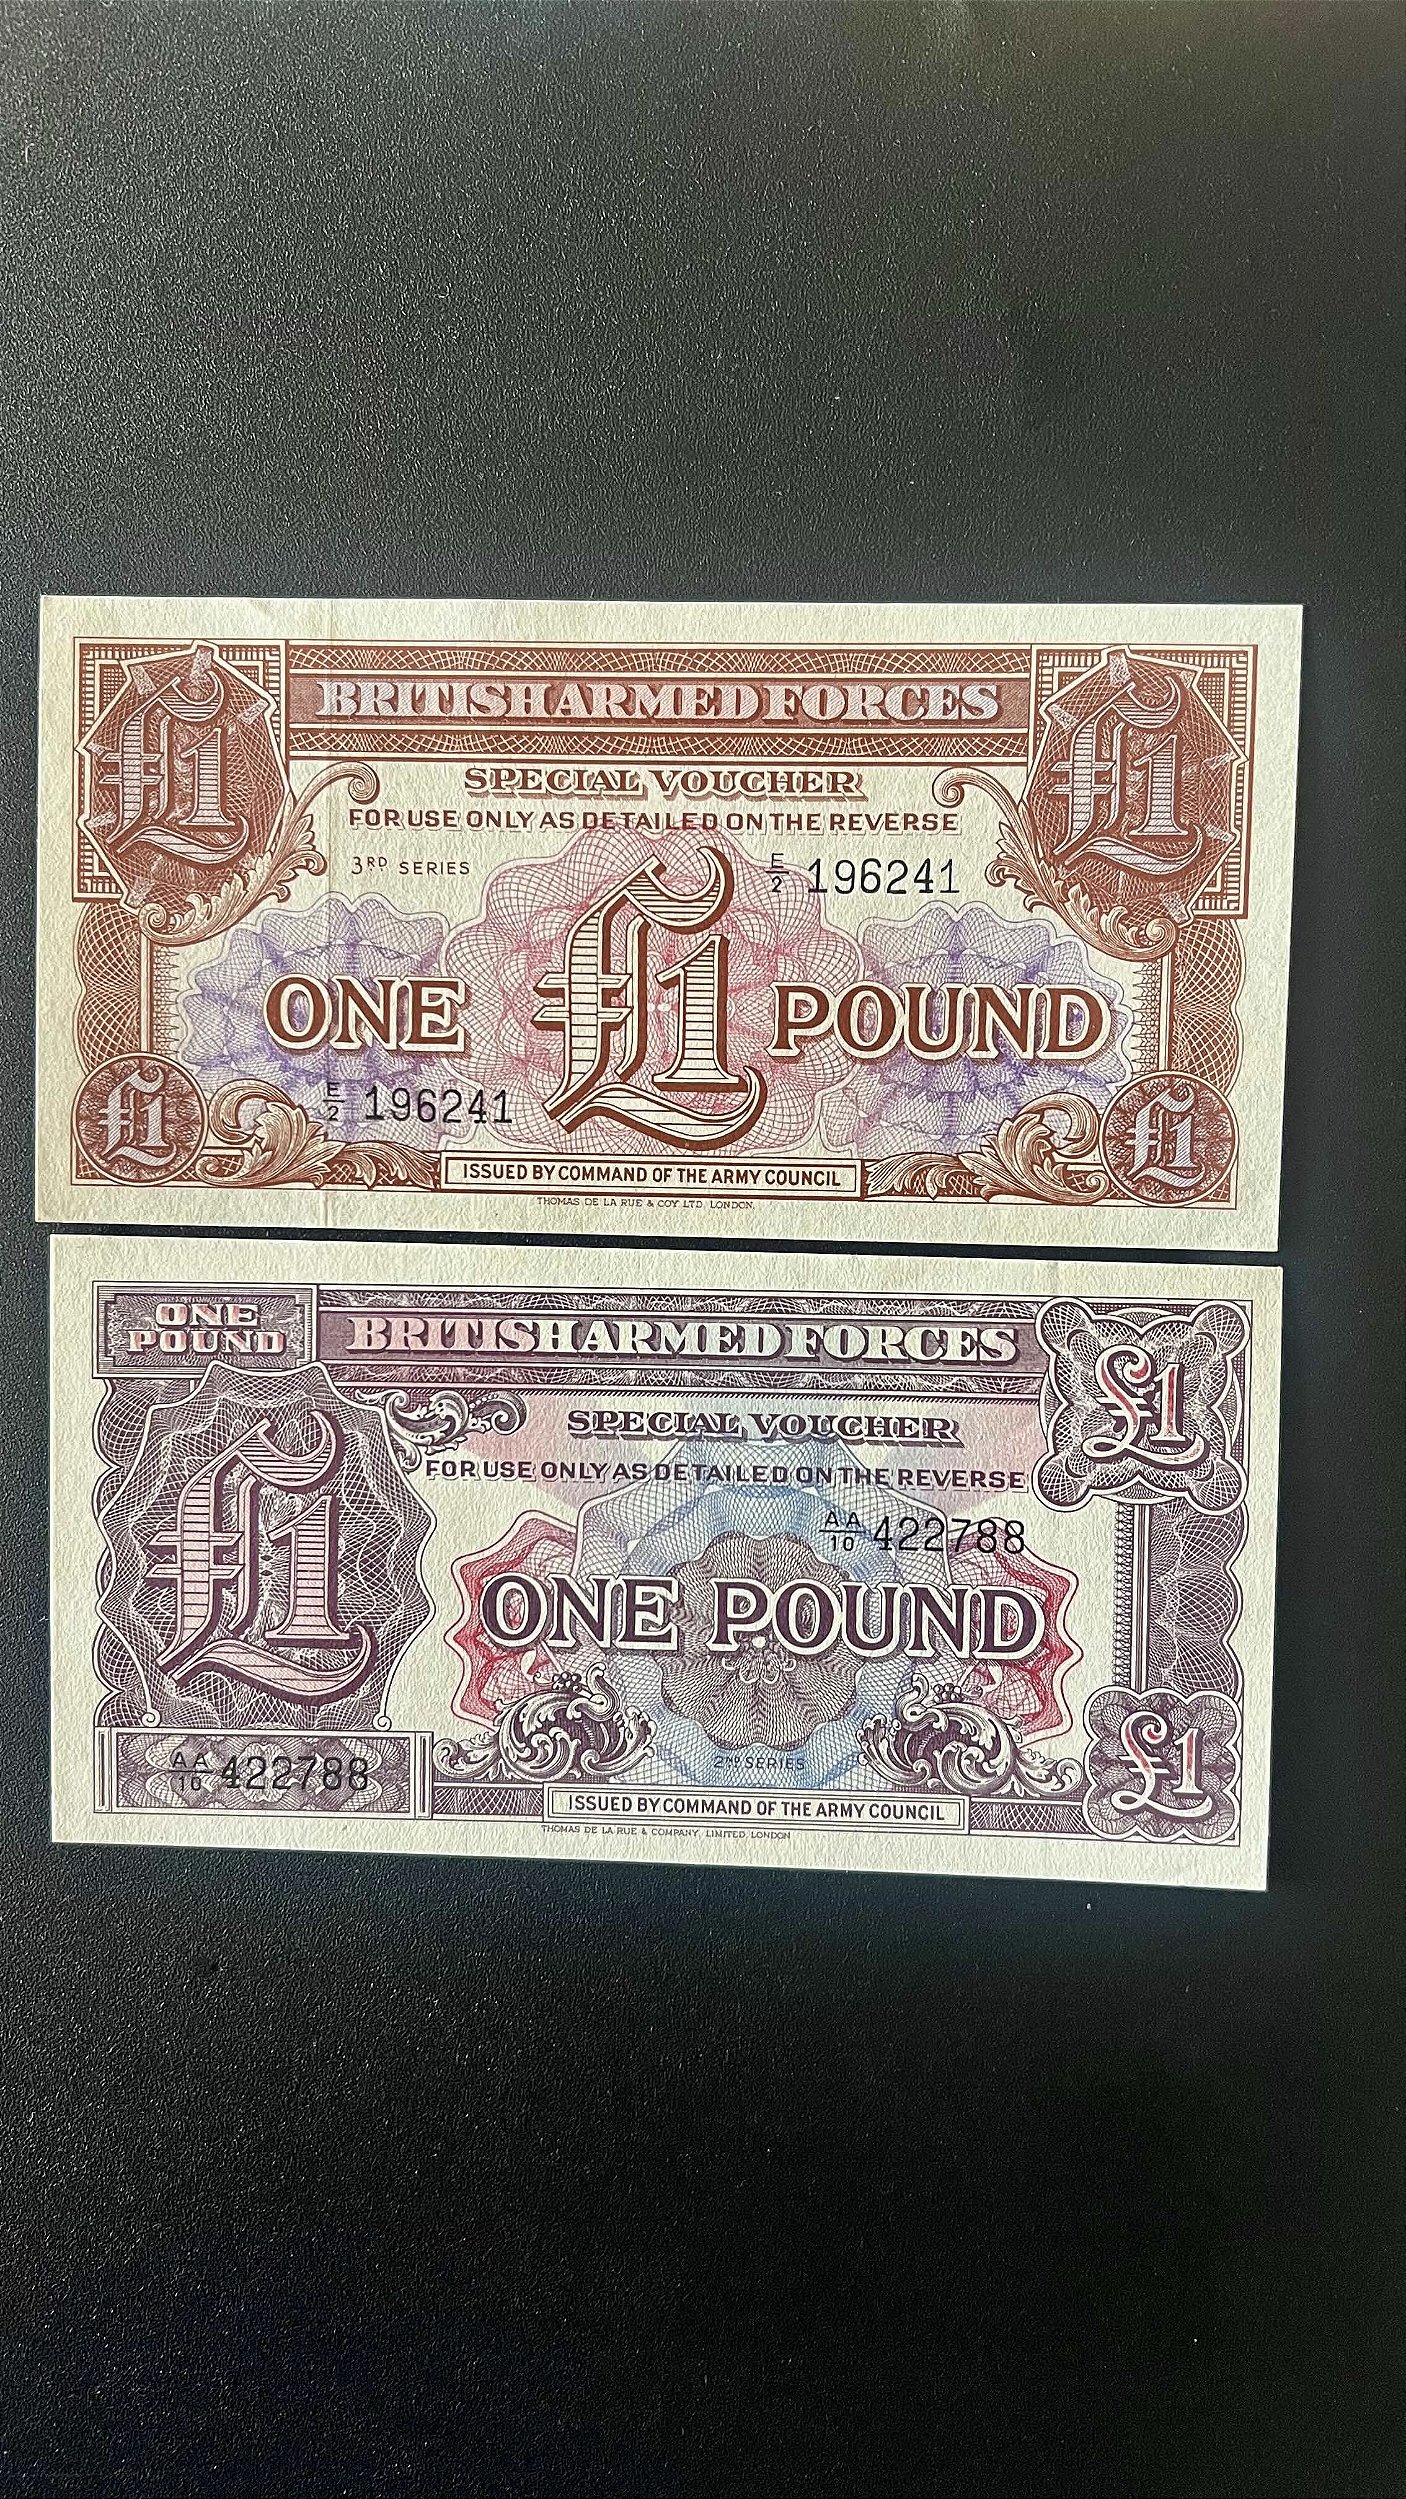 £1 BRITISH ARMED FORCES £1
SPECIAL VOUCHER
FOR USE ONLY AS DETAILED ON THE REVERSE
3RD SERIES E/2 196241
ONE £1 POUND
E/2 196241
£1 £1
ISSUED BY COMMAND OF THE ARMY COUNCIL
THOMAS DE LA RUE & COY LTD. LONDON.
ONE
POUND
BRITISH ARMED FORCES
£1
SPECIAL VOUCHER
FOR USE ONLY AS DETAILED ON THE REVERSE
AA/10 422788
£1 ONE POUND
AA/10 422788
2ND SERIES
£1
ISSUED BY COMMAND OF THE ARMY COUNCIL
THOMAS DE LA RUE & COMPANY, LIMITED, LONDON